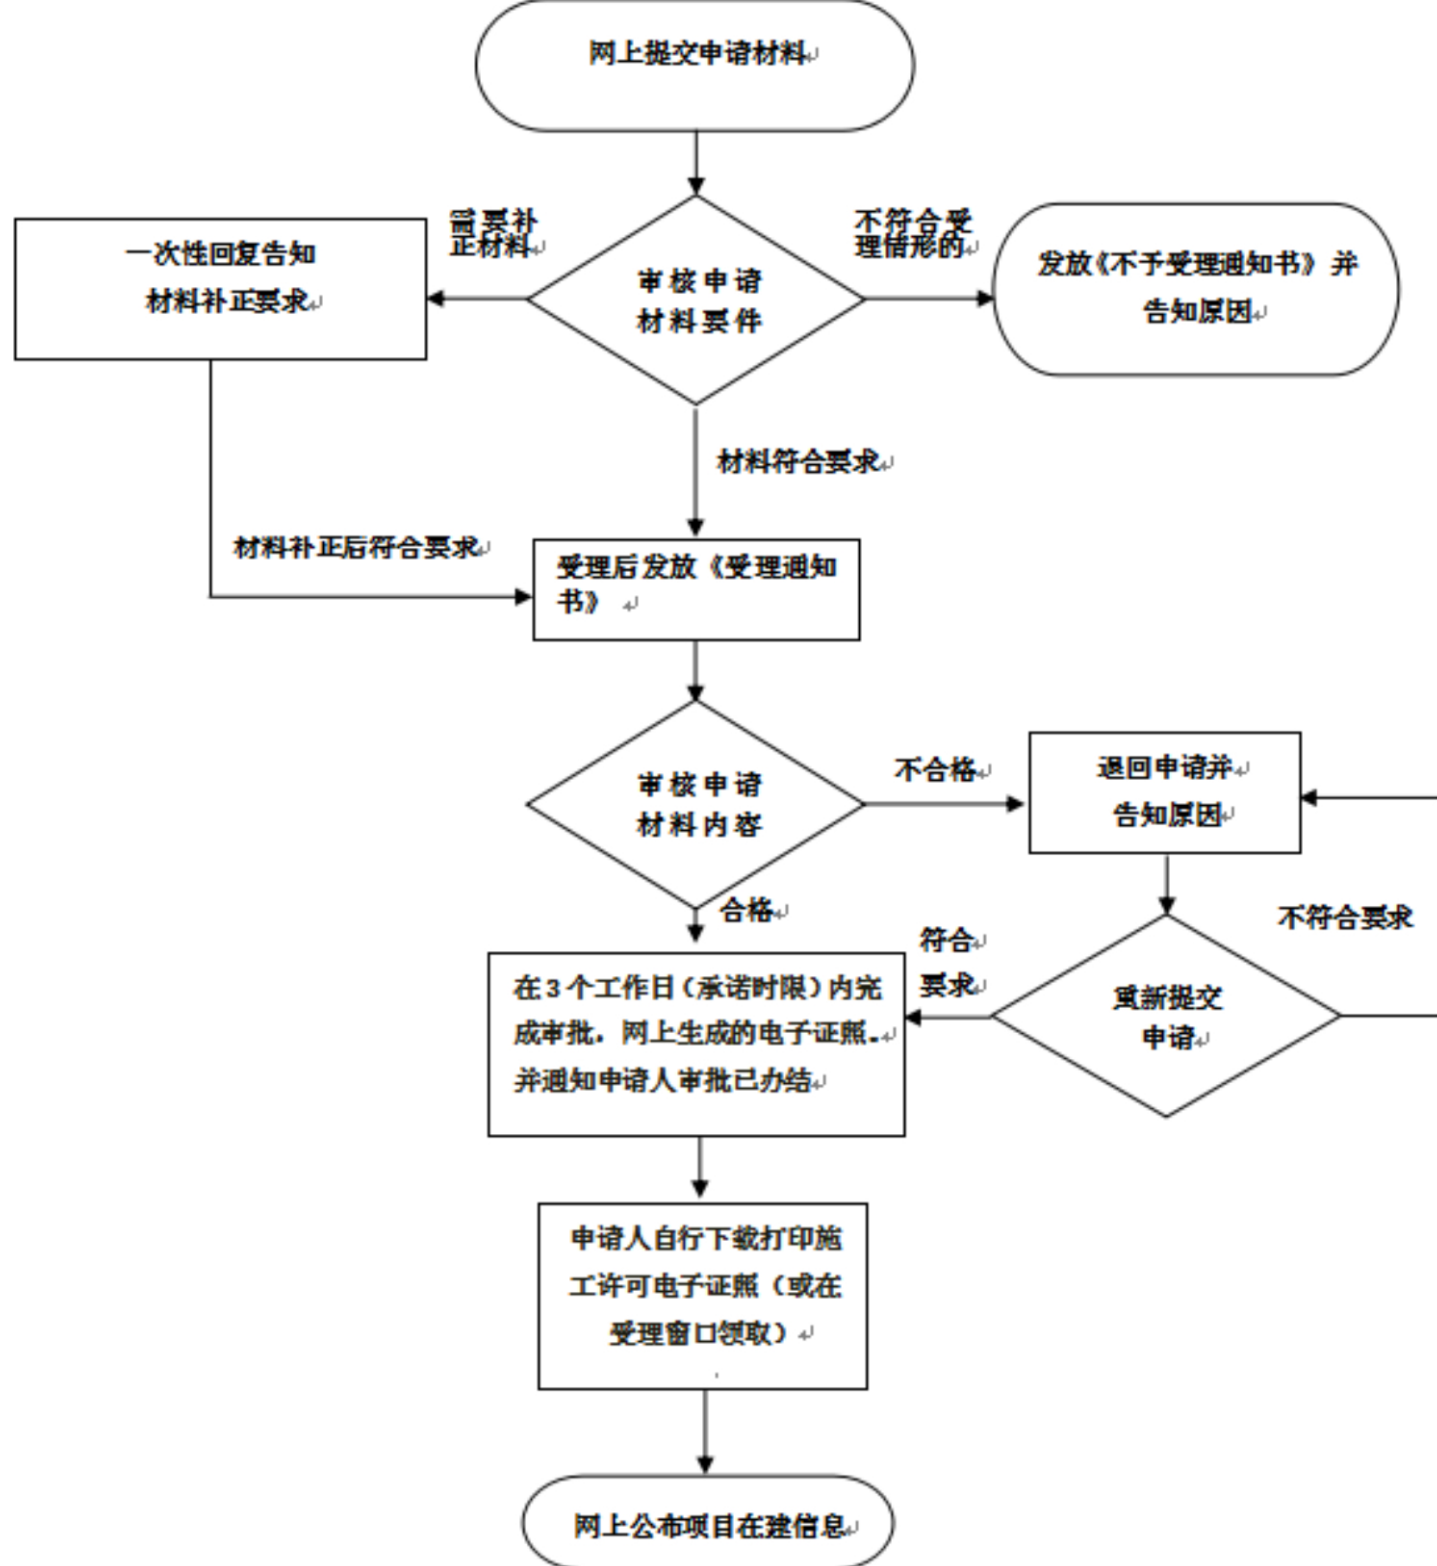 网上提交申请材料
需要补
正材料
不符合受
理情形的
一次性回复告知
材料补正要求
审核申请
材料要件
发放《不予受理通知书》并
告知原因
材料符合要求
材料补正后符合要求
受理后发放《受理通知
书》
审核申请
材料内容
不合格
退回申请并
告知原因
合格
符合
要求
不符合要求
重新提交
申请
在3个工作日（承诺时限）内完
成审批，网上生成的电子证照。
并通知申请人审批已办结
申请人自行下载打印施
工许可电子证照（或在
受理窗口领取）
网上公布项目在建信息